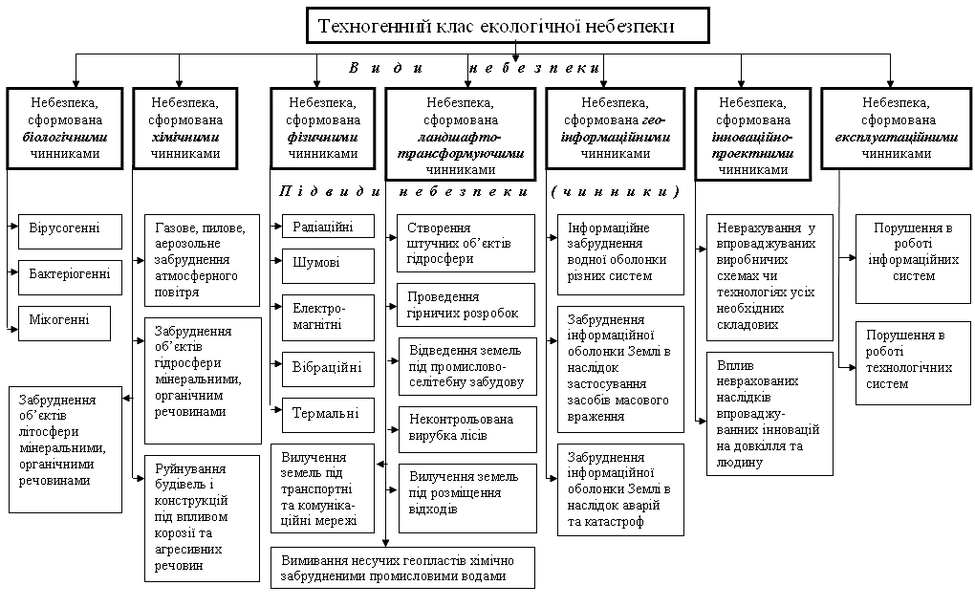 Техногенний клас екологічної небезпеки
Види небезпеки
Небезпека,
сформована
біологічними
чинниками
Небезпека,
сформована
хімічними
чинниками
Небезпека,
сформована
фізичними
чинниками
Небезпека,
сформована
ландшафто-
трансформуючими
чинниками
Небезпека,
сформована гео-
інформаційними
чинниками
Небезпека,
сформована
інноваційно-
проектними
чинниками
Небезпека,
сформована
експлуатаційними
чинниками
Підвиди небезпеки (чинники)
Вірусогенні
Бактеріогенні
Мікогенні
Забруднення
об’єктів
літосфери
мінеральними,
органічними
речовинами
Газове, пилове,
аерозольне
забруднення
атмосферного
повітря
Забруднення
об’єктів
гідросфери
мінеральними,
органічним
речовинами
Руйнування
будівель і
конструкцій
під впливом
корозії та
агресивних
речовин
Радіаційні
Шумові
Електро-
магнітні
Вібраційні
Термальні
Вилучення
земель під
транспортні
та комуніка-
ційні мережі
Створення
штучних об’єктів
гідросфери
Проведення
гірничих розробок
Відведення земель
під промислово-
селітебну забудову
Неконтрольована
вирубка лісів
Вилучення земель
під розміщення
відходів
Вимивання несучих геопластів хімічно
забрудненими промисловими водами
Інформаційне
забруднення
водної оболонки
різних систем
Забруднення
інформаційної
оболонки Землі в
наслідок
застосування
засобів масового
враження
Забруднення
інформаційної
оболонки Землі в
наслідок аварій
та катастроф
Неврахування у
впроваджуваних
виробничих
схемах чи
технологіях усіх
необхідних
складових
Вплив
неврахованих
наслідків
впроваджу-
ванних інновацій
на довкілля та
людину
Порушення в
роботі
інформаційних
систем
Порушення в
роботі
технологічних
систем